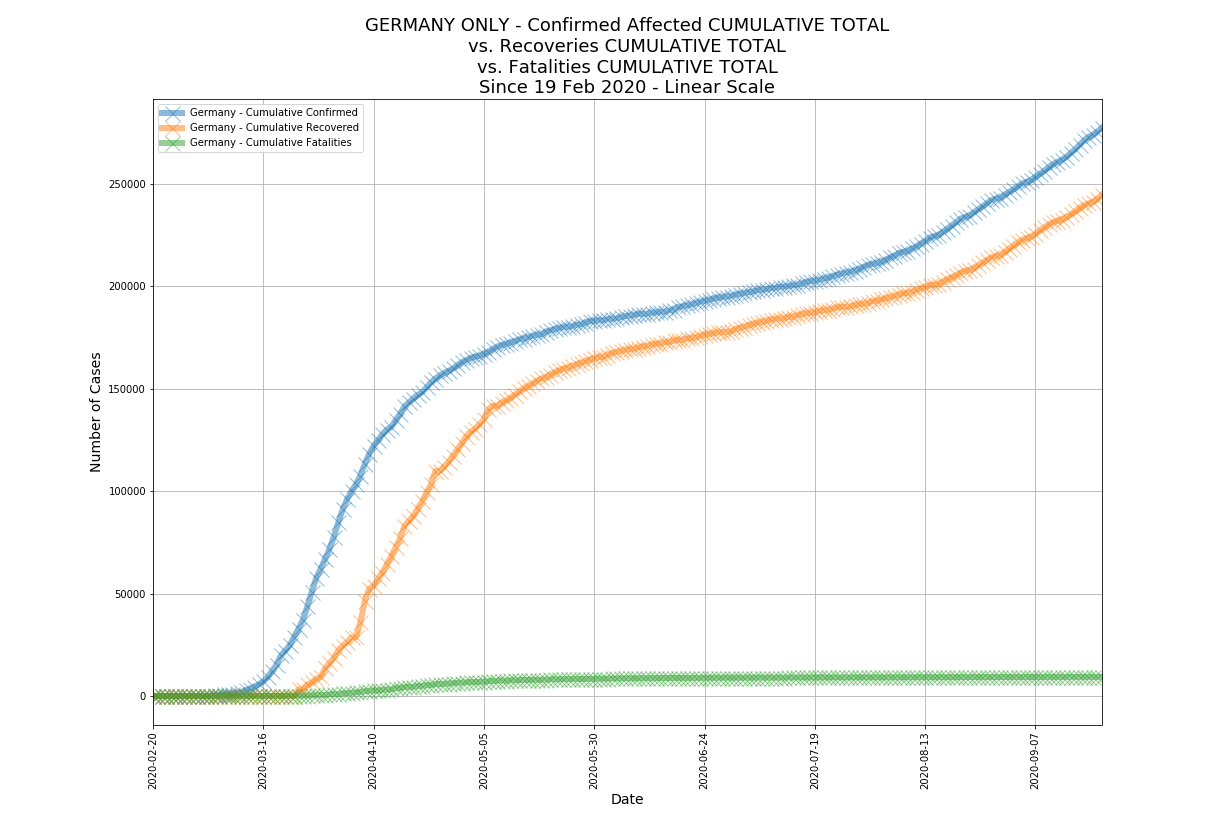 GERMANY ONLY - Confirmed Affected CUMULATIVE TOTAL
vs. Recoveries CUMULATIVE TOTAL
vs. Fatalities CUMULATIVE TOTAL
Since 19 Feb 2020 - Linear Scale
Germany - Cumulative Confirmed
Germany - Cumulative Recovered
Germany - Cumulative Fatalities
Number of Cases
250000
200000
150000
100000
50000
0
2020-02-20
2020-03-16
2020-04-10
2020-05-05
2020-05-30
2020-06-24
2020-07-19
2020-08-13
2020-09-07
Date